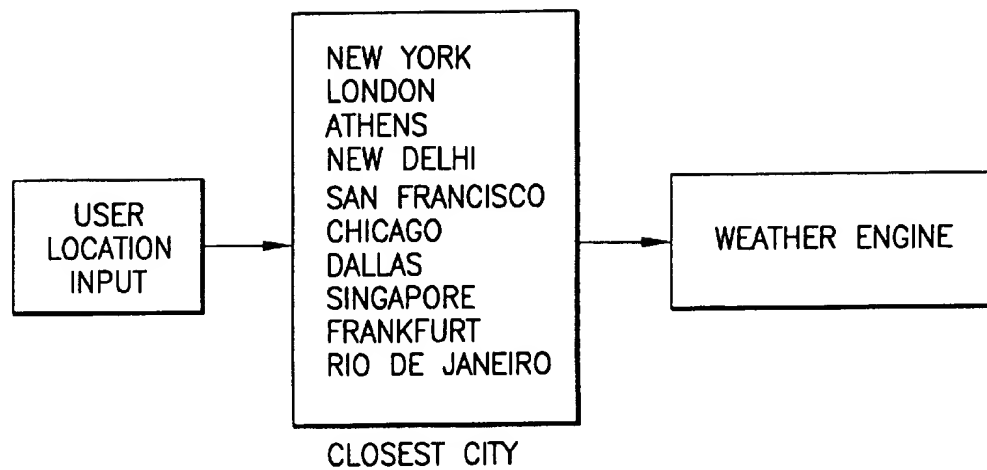 USER
LOCATION
INPUT
NEW YORK
LONDON
ATHENS
NEW DELHI
SAN FRANCISCO
CHICAGO
DALLAS
SINGAPORE
FRANKFURT
RIO DE JANEIRO
CLOSEST CITY
WEATHER ENGINE